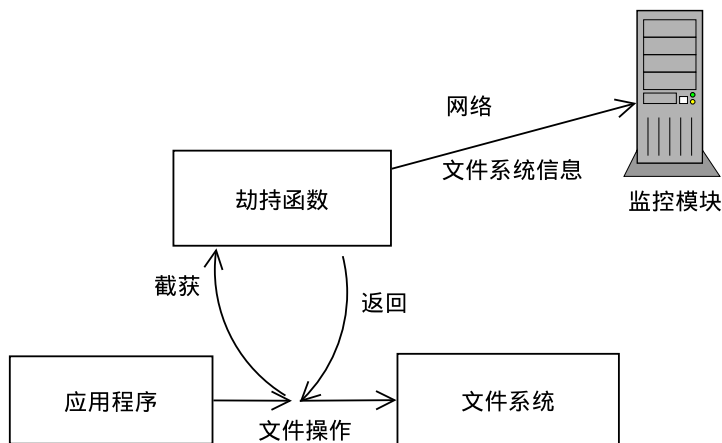 网络
文件系统信息
监控模块
劫持函数
截获
返回
应用程序
文件操作
文件系统